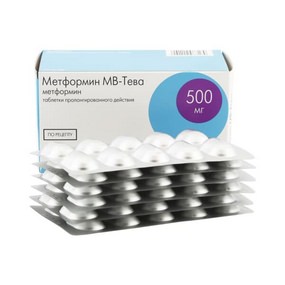 Метформин МВ-Тева
метформин
таблетки пролонгированного действия
500
мг
ПО РЕЦЕПТУ